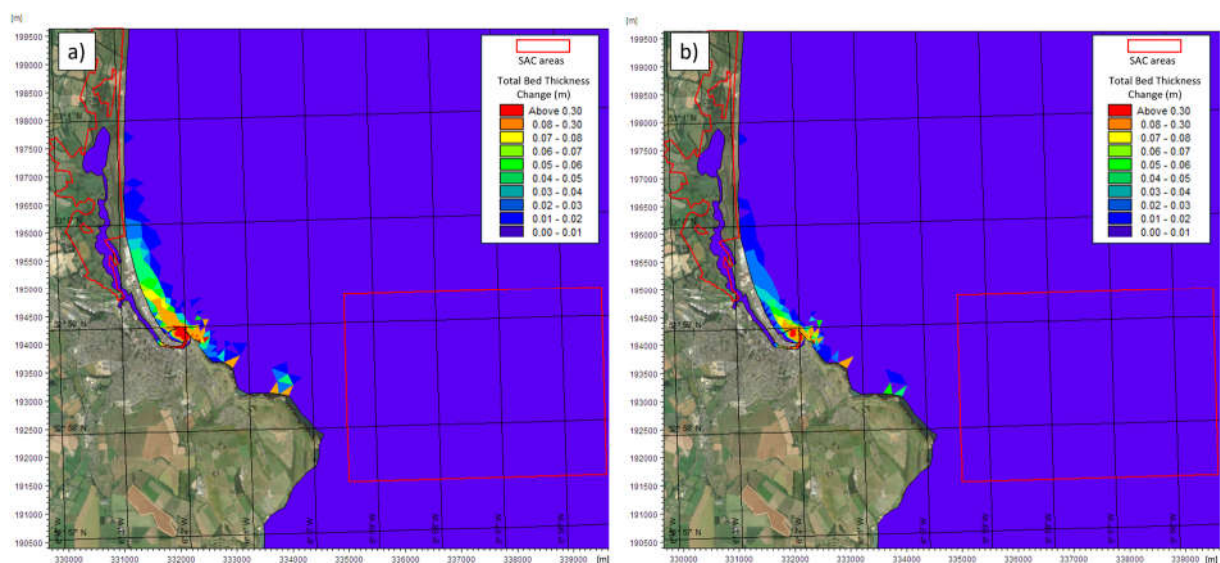 [m]
a)
199500
199000
198500
198000
197500
197000
196500
196000
195500
195000
194500
194000
193500
193000
192500
192000
191500
191000
190500
SAC areas
Total Bed Thickness
Change (m)
Above 0.30
0.08 - 0.30
0.07 - 0.08
0.06 - 0.07
0.05 - 0.06
0.04 - 0.05
0.03 - 0.04
0.02 - 0.03
0.01 - 0.02
0.00 - 0.01
52° 57' N
330000 331000 332000 333000 334000 335000 336000 337000 338000 339000 [m]
[m]
b)
199500
199000
198500
198000
197500
197000
196500
196000
195500
195000
194500
194000
193500
193000
192500
192000
191500
191000
190500
SAC areas
Total Bed Thickness
Change (m)
Above 0.30
0.08 - 0.30
0.07 - 0.08
0.06 - 0.07
0.05 - 0.06
0.04 - 0.05
0.03 - 0.04
0.02 - 0.03
0.01 - 0.02
0.00 - 0.01
52° 57' N
330000 331000 332000 333000 334000 335000 336000 337000 338000 339000 [m]